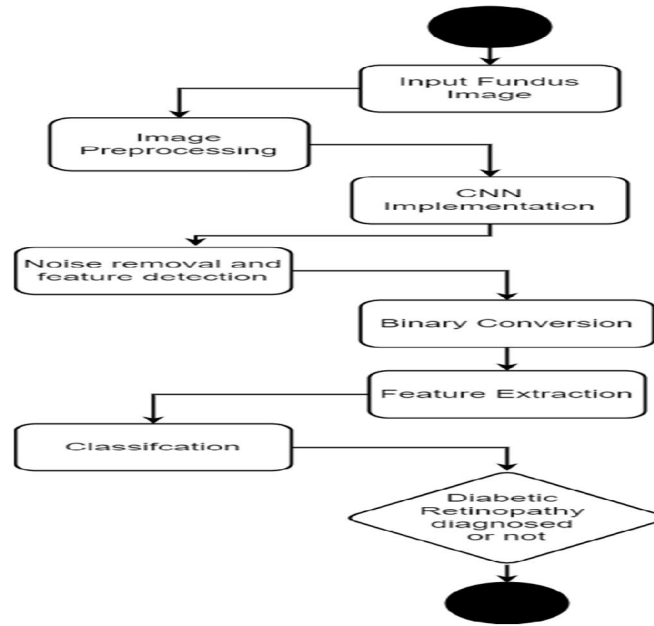 Input Fundus
Image
Image
Preprocessing
CNN
Implementation
Noise removal and
feature detection
Binary Conversion
Feature Extraction
Classifcation
Diabetic
Retinopathy
diagnosed
or not